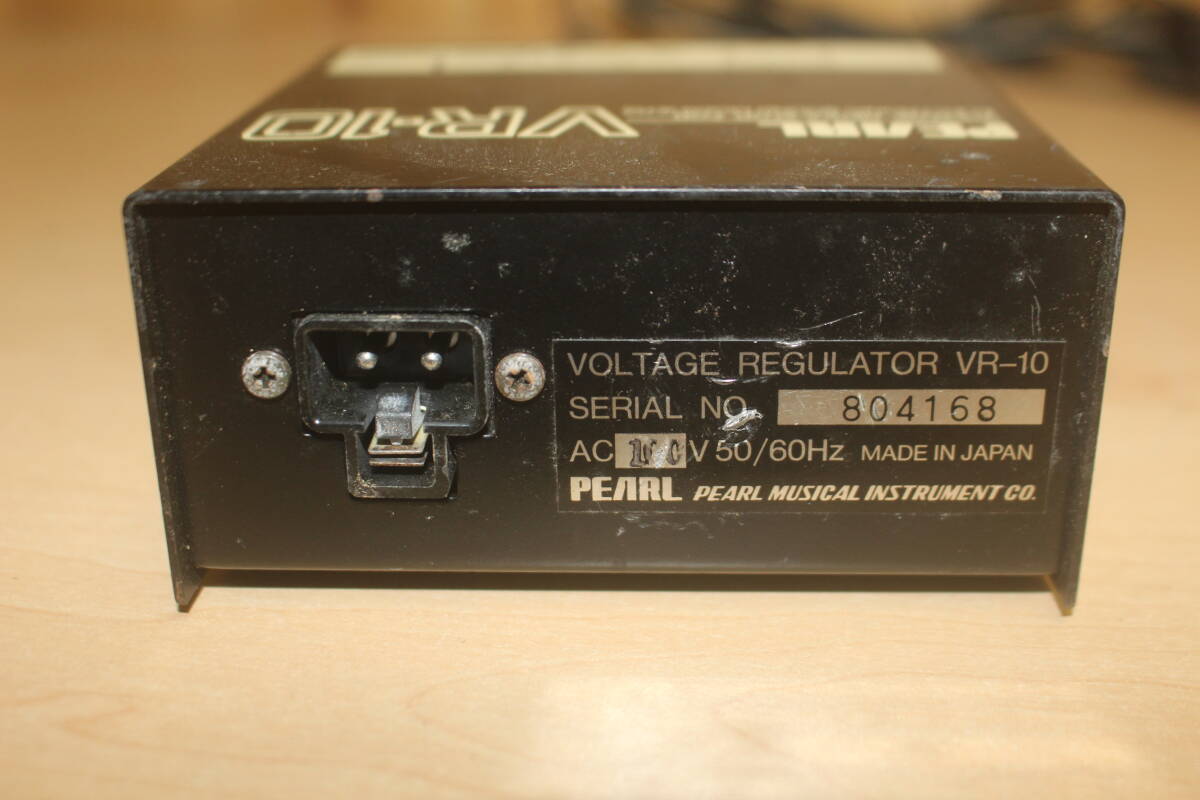 VR-10
PEARL
VOLTAGE REGULATOR VR-10
SERIAL NO. 804168
AC 100 V 50/60Hz MADE IN JAPAN
PEARL PEARL MUSICAL INSTRUMENT CO.